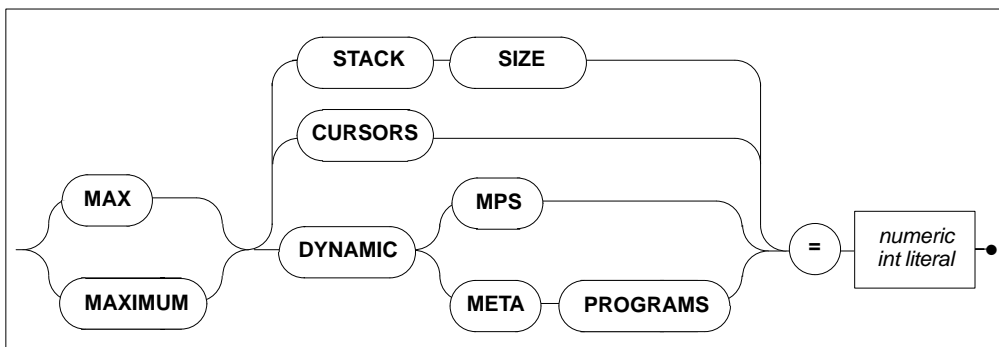 STACK SIZE
CURSORS
MAX
MPS
DYNAMIC
=
numeric
int literal
MAXIMUM
META
PROGRAMS